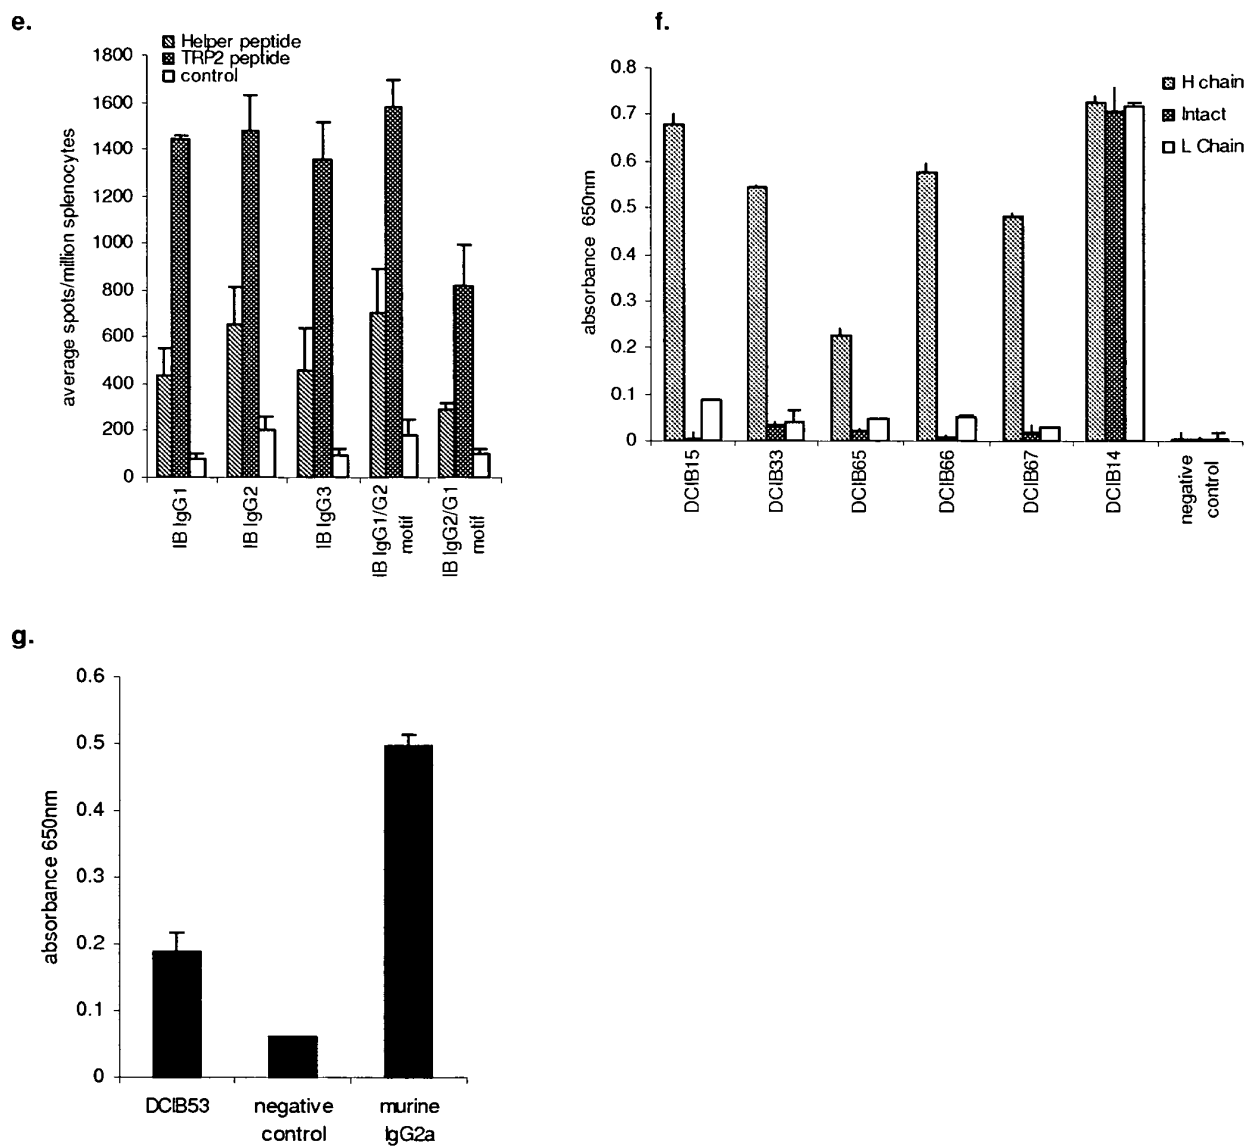 e.
Helper peptide
TRP2 peptide
control
1800
1600
1400
1200
1000
800
600
400
200
0
average spots/million splenocytes
IB IgG1
IB IgG2
IB IgG3
IB IgG1/G2
motif
IB IgG2/G1
motif
f.
H chain
Intact
L Chain
0.8
0.7
0.6
0.5
0.4
0.3
0.2
0.1
0
absorbance 650nm
DCIB15
DCIB33
DCIB65
DCIB66
DCIB67
DCIB14
negative
control
g.
0.6
0.5
0.4
0.3
0.2
0.1
0
absorbance 650nm
DCIB53
negative
control
murine
IgG2a